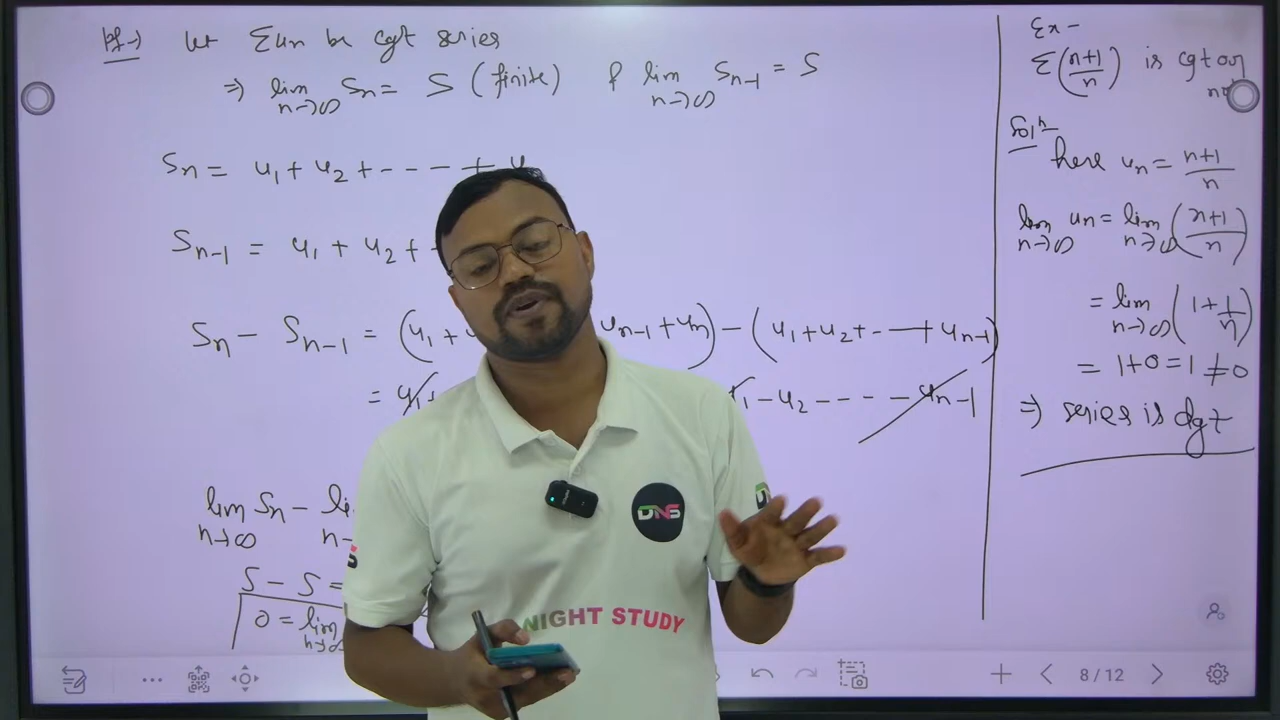 Pf→) Let Σun be cgt series
⇒ lim n→∞ Sn = S (finite) & lim n→∞ Sn-1 = S
Sn = u1 + u2 + - - - - +
Sn-1 = u1 + u2 +
Sn - Sn-1 = (u1 + un-1 + un) - (u1 + u2 + - - + un-1)
= u1 - u2 - - - - - un-1
lim n→∞ Sn -
S - S =
0 = lim n→∞
Ex -
Σ(n+1/n) is cgt or
not
Solⁿ-
here un = n+1/n
lim n→∞ un = lim n→∞ (n+1/n)
= lim n→∞ (1 + 1/n)
= 1+0 = 1 ≠ 0
⇒ series is dgt
DNS
NIGHT STUDY
8/12